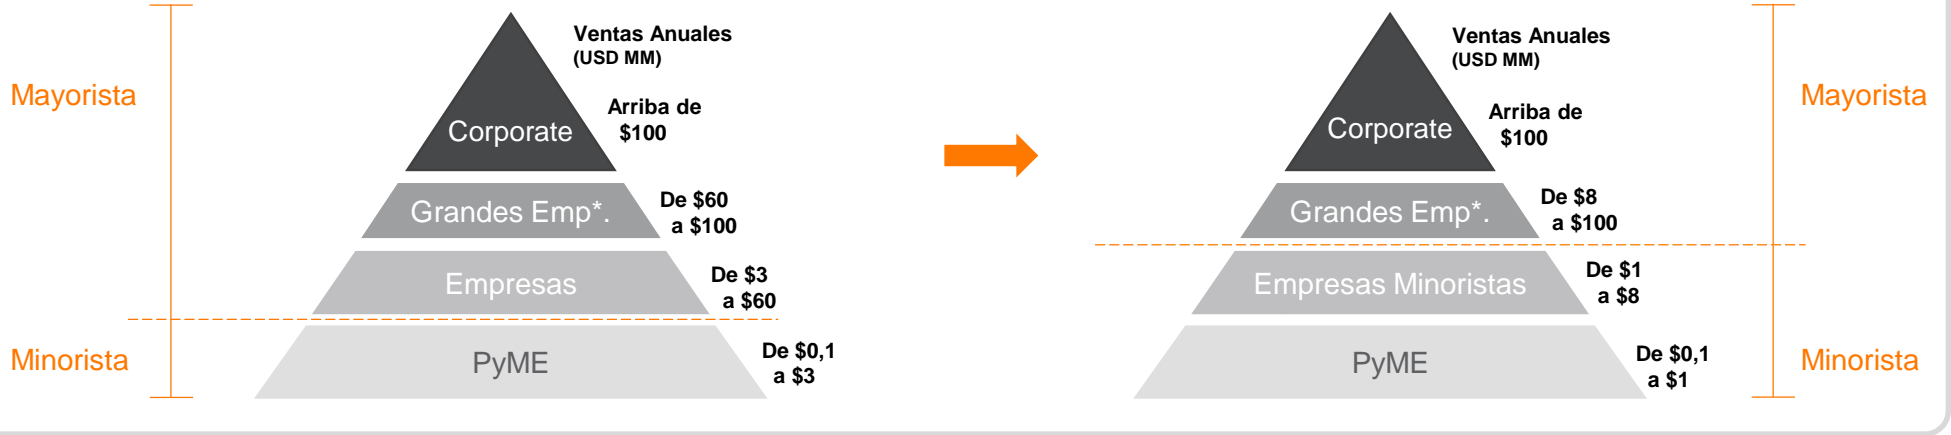 Mayorista
Minorista
Ventas Anuales
(USD MM)
Corporate
Arriba de
$100
Grandes Emp*.
De $60
a $100
Empresas
De $3
a $60
PyME
De $0,1
a $3
Ventas Anuales
(USD MM)
Corporate
Arriba de
$100
Grandes Emp*.
De $8
a $100
Empresas Minoristas
De $1
a $8
PyME
De $0,1
a $1
Mayorista
Minorista